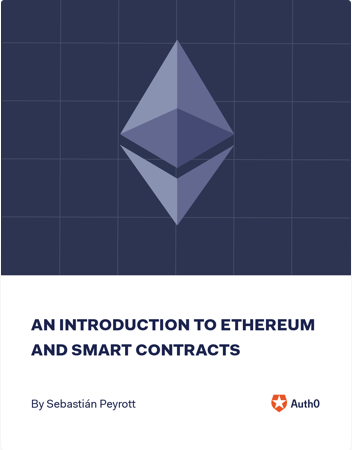 AN INTRODUCTION TO ETHEREUM
AND SMART CONTRACTS
By Sebastián Peyrott
Auth0